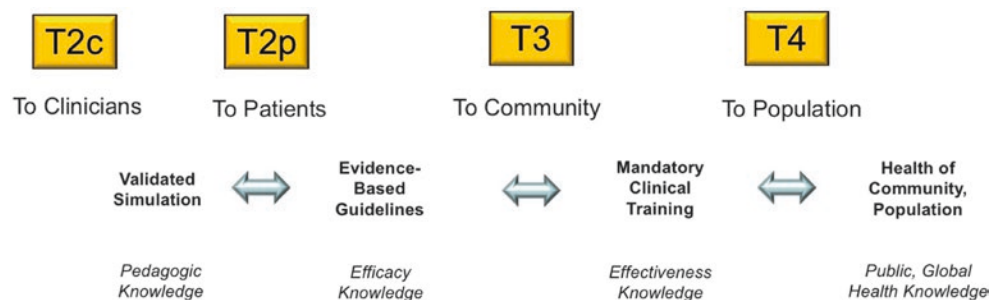 T2c
T2p
T3
T4
To Clinicians
To Patients
To Community
To Population
Validated
Simulation
Evidence-
Based
Guidelines
Mandatory
Clinical
Training
Health of
Community,
Population
Pedagogic
Knowledge
Efficacy
Knowledge
Effectiveness
Knowledge
Public, Global
Health Knowledge